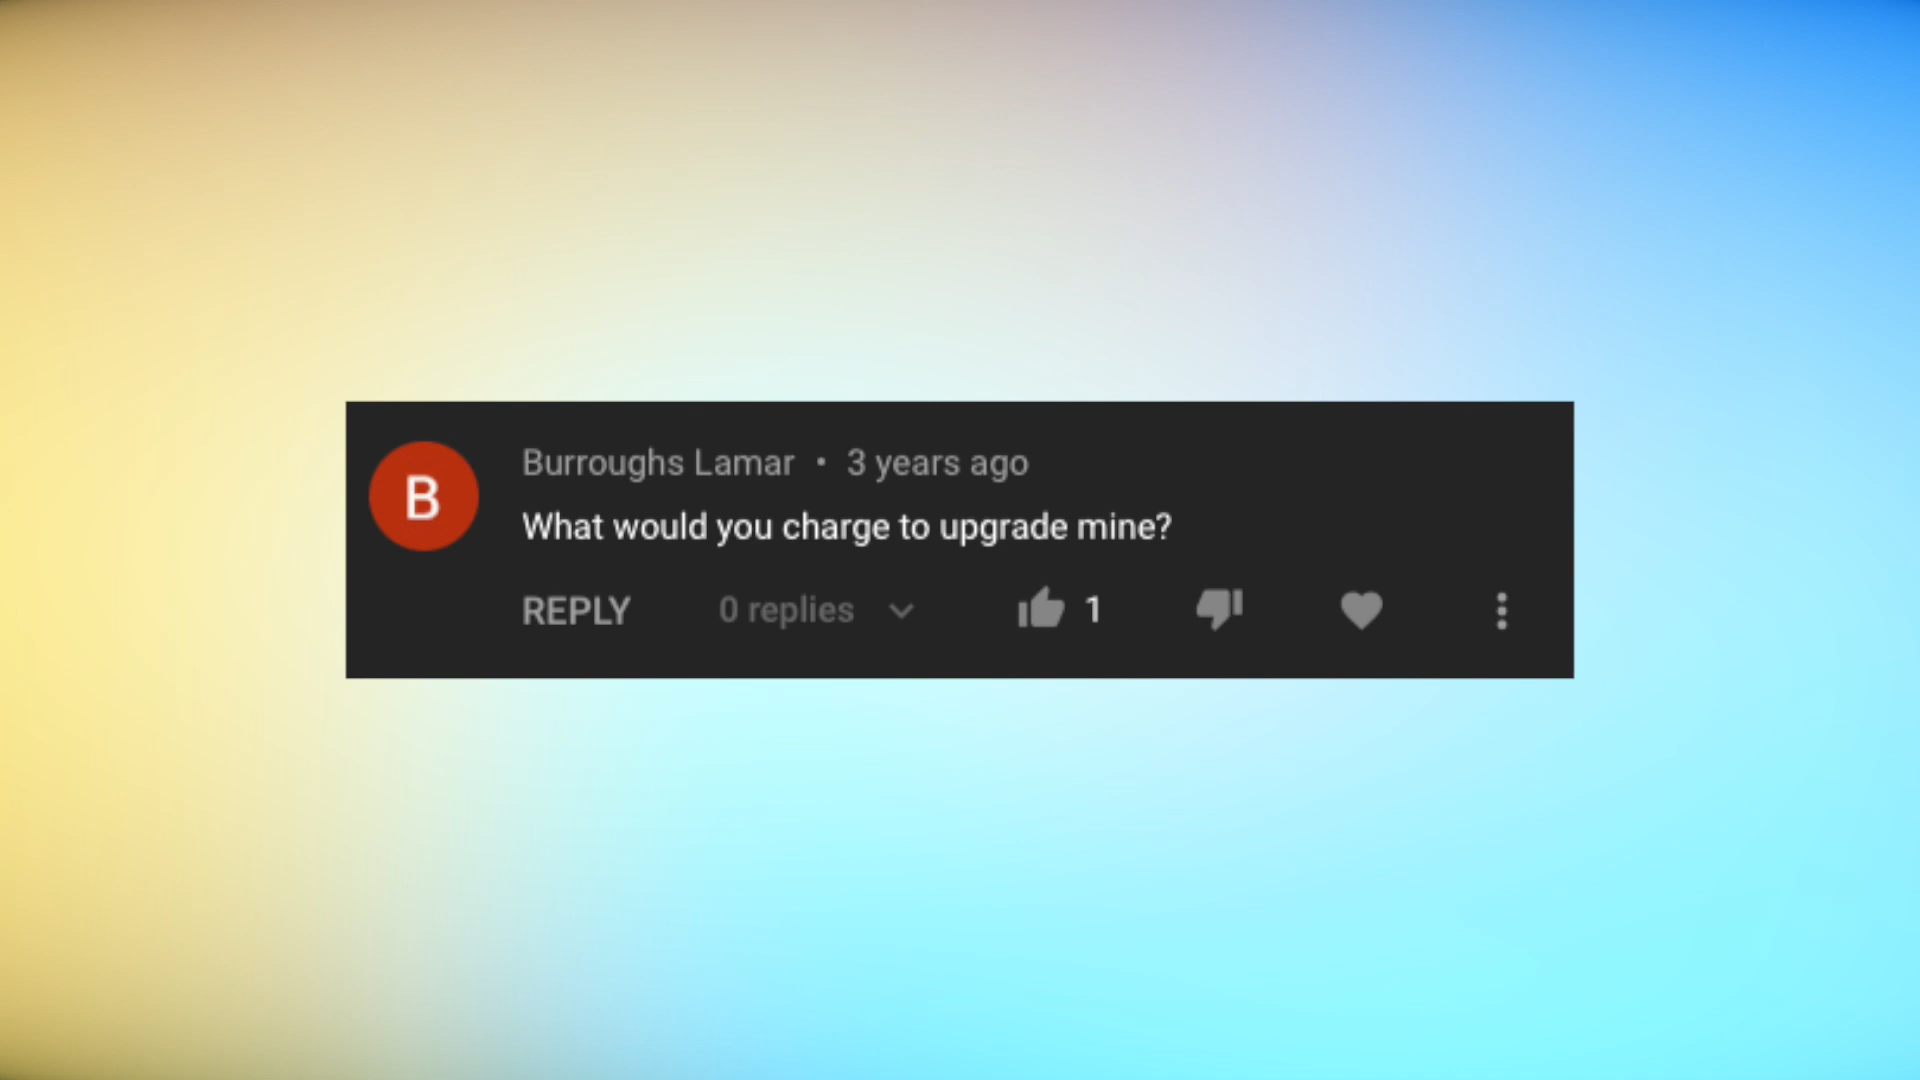 B
Burroughs Lamar • 3 years ago
What would you charge to upgrade mine?
REPLY 0 replies 1